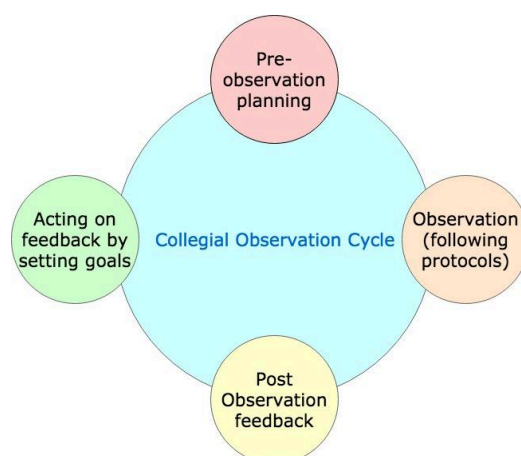 Pre-
observation
planning
Acting on
feedback by
setting goals
Collegial Observation Cycle
Observation
(following
protocols)
Post
Observation
feedback